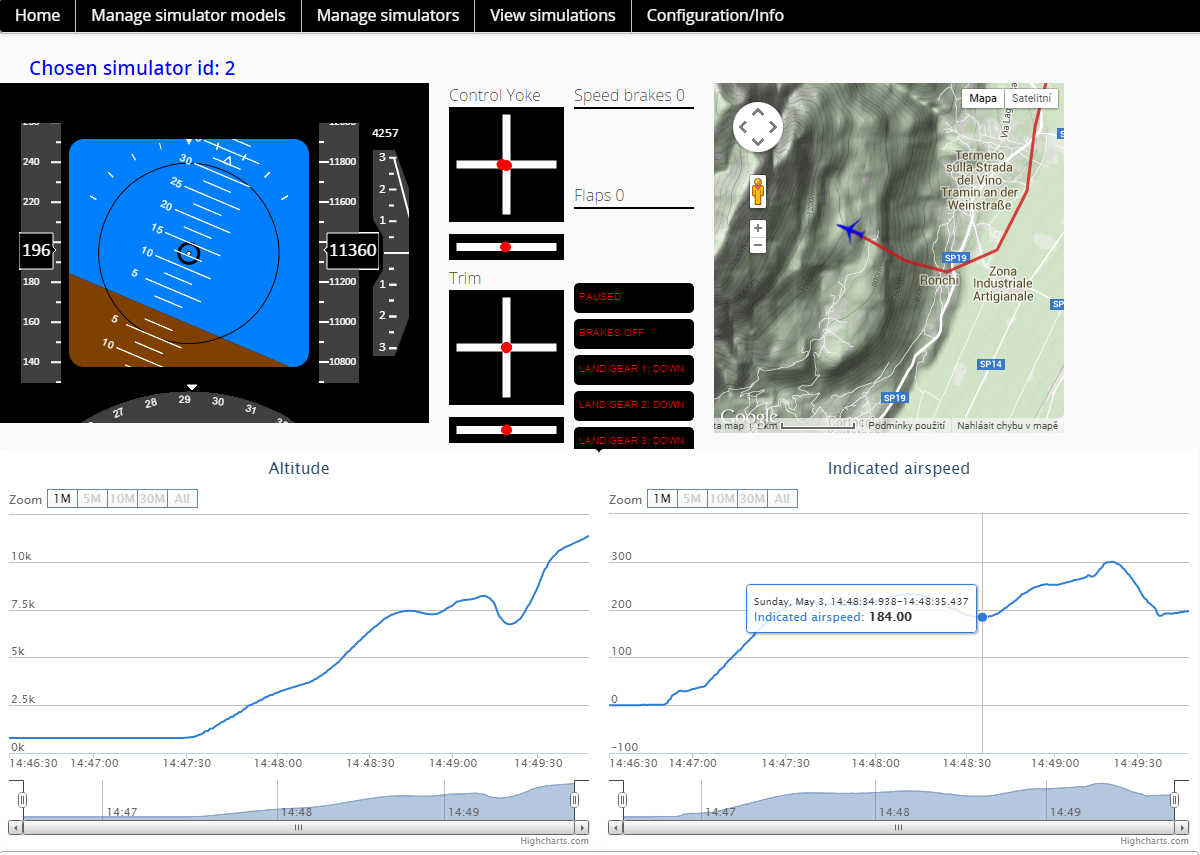 Home Manage simulator models Manage simulators View simulations Configuration/Info
Chosen simulator id: 2
240
220
196
180
160
140
30
25
20
15
10
5
5
10
27 28 29 30 31
11800
11600
11360
11200
11000
10800
4257
3
2
1
1
2
3
Control Yoke
Trim
Speed brakes 0
Flaps 0
PAUSED
BRAKES OFF
LAND GEAR 1: DOWN
LAND GEAR 2: DOWN
LAND GEAR 3: DOWN
Mapa Satelitní
Termeno
sulla Strada
del Vino
Tramin an der
Weinstraße
SP19
Ronchi
Zona
Industriale
Artigianale
SP
SP14
SP19
Google
ta map
Podmínky použití Nahlásit chybu v mapě
Altitude
Zoom 1M 5M 10M 30M All
10k
7.5k
5k
2.5k
0k
14:46:30 14:47:00 14:47:30 14:48:00 14:48:30 14:49:00 14:49:30
14:47 14:48 14:49
Highcharts.com
Indicated airspeed
Zoom 1M 5M 10M 30M All
300
200
100
0
-100
Sunday, May 3, 14:48:34.938-14:48:35.437
Indicated airspeed: 184.00
14:46:30 14:47:00 14:47:30 14:48:00 14:48:30 14:49:00 14:49:30
14:47 14:48 14:49
Highcharts.com